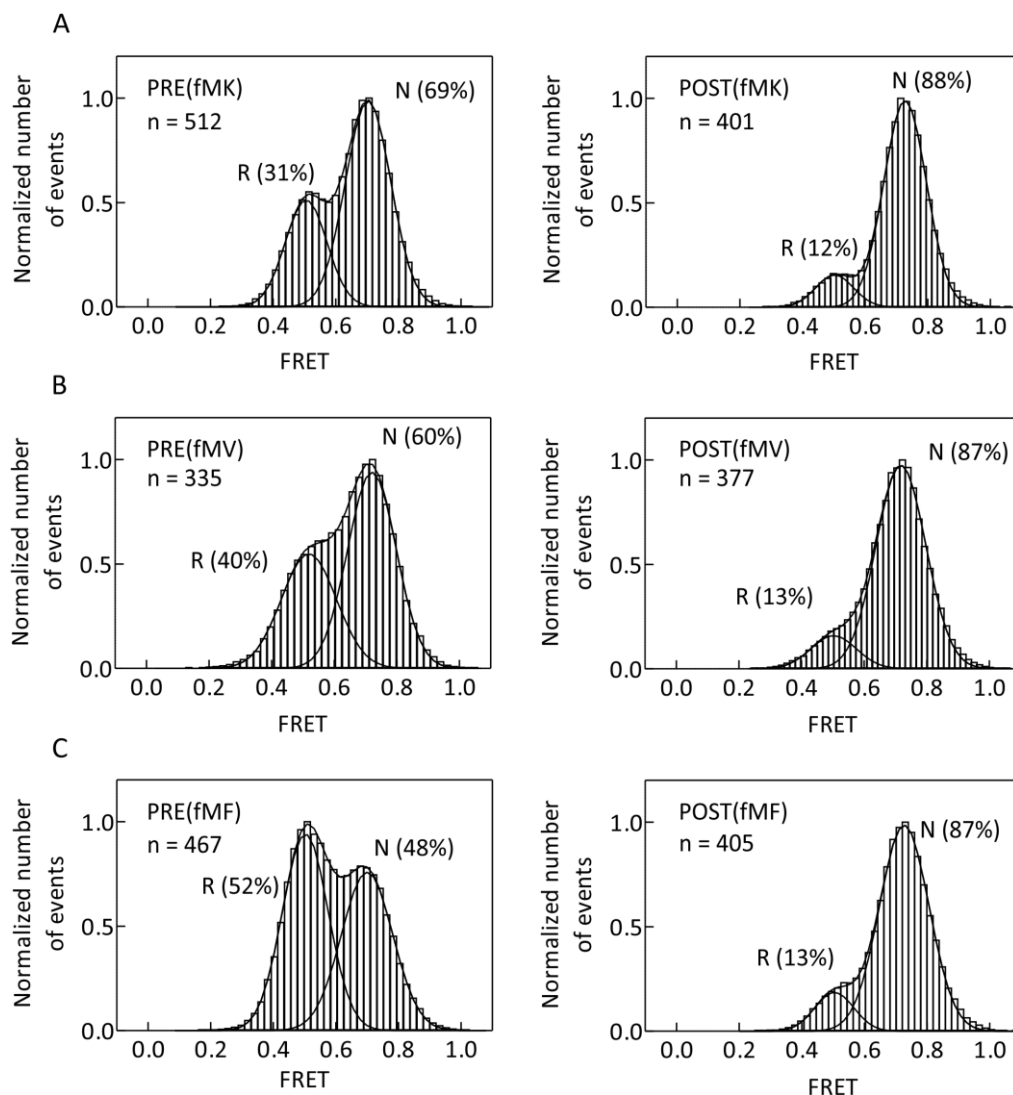 A
Normalized number
of events
1.0
0.5
0.0
PRE(fMK)
n = 512
R (31%)
N (69%)
0.0 0.2 0.4 0.6 0.8 1.0
FRET
Normalized number
of events
1.0
0.5
0.0
POST(fMK)
n = 401
R (12%)
N (88%)
0.0 0.2 0.4 0.6 0.8 1.0
FRET
B
Normalized number
of events
1.0
0.5
0.0
PRE(fMV)
n = 335
R (40%)
N (60%)
0.0 0.2 0.4 0.6 0.8 1.0
FRET
Normalized number
of events
1.0
0.5
0.0
POST(fMV)
n = 377
R (13%)
N (87%)
0.0 0.2 0.4 0.6 0.8 1.0
FRET
C
Normalized number
of events
1.0
0.5
0.0
PRE(fMF)
n = 467
R (52%)
N (48%)
0.0 0.2 0.4 0.6 0.8 1.0
FRET
Normalized number
of events
1.0
0.5
0.0
POST(fMF)
n = 405
R (13%)
N (87%)
0.0 0.2 0.4 0.6 0.8 1.0
FRET